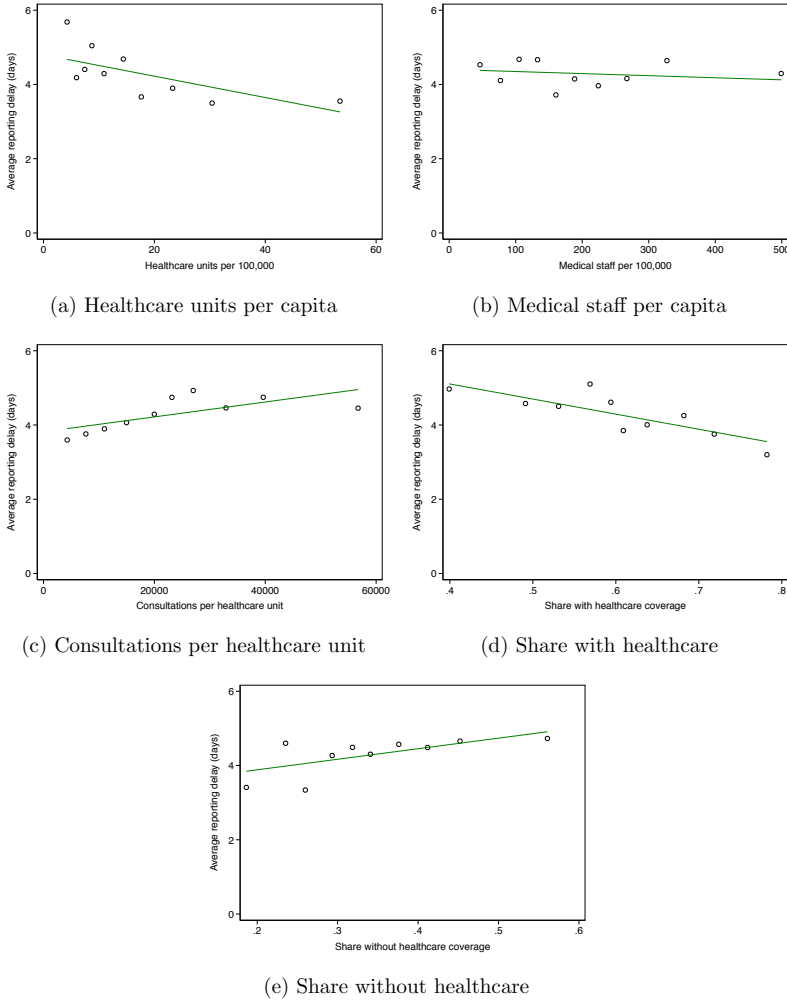 Average reporting delay (days)
6
4
2
0
0 20 40 60
Healthcare units per 100,000
(a) Healthcare units per capita
Average reporting delay (days)
6
4
2
0
0 100 200 300 400 500
Medical staff per 100,000
(b) Medical staff per capita
Average reporting delay (days)
6
4
2
0
0 20000 40000 60000
Consultations per healthcare unit
(c) Consultations per healthcare unit
Average reporting delay (days)
6
4
2
0
.4 .5 .6 .7 .8
Share with healthcare coverage
(d) Share with healthcare
Average reporting delay (days)
6
4
2
0
.2 .3 .4 .5 .6
Share without healthcare coverage
(e) Share without healthcare